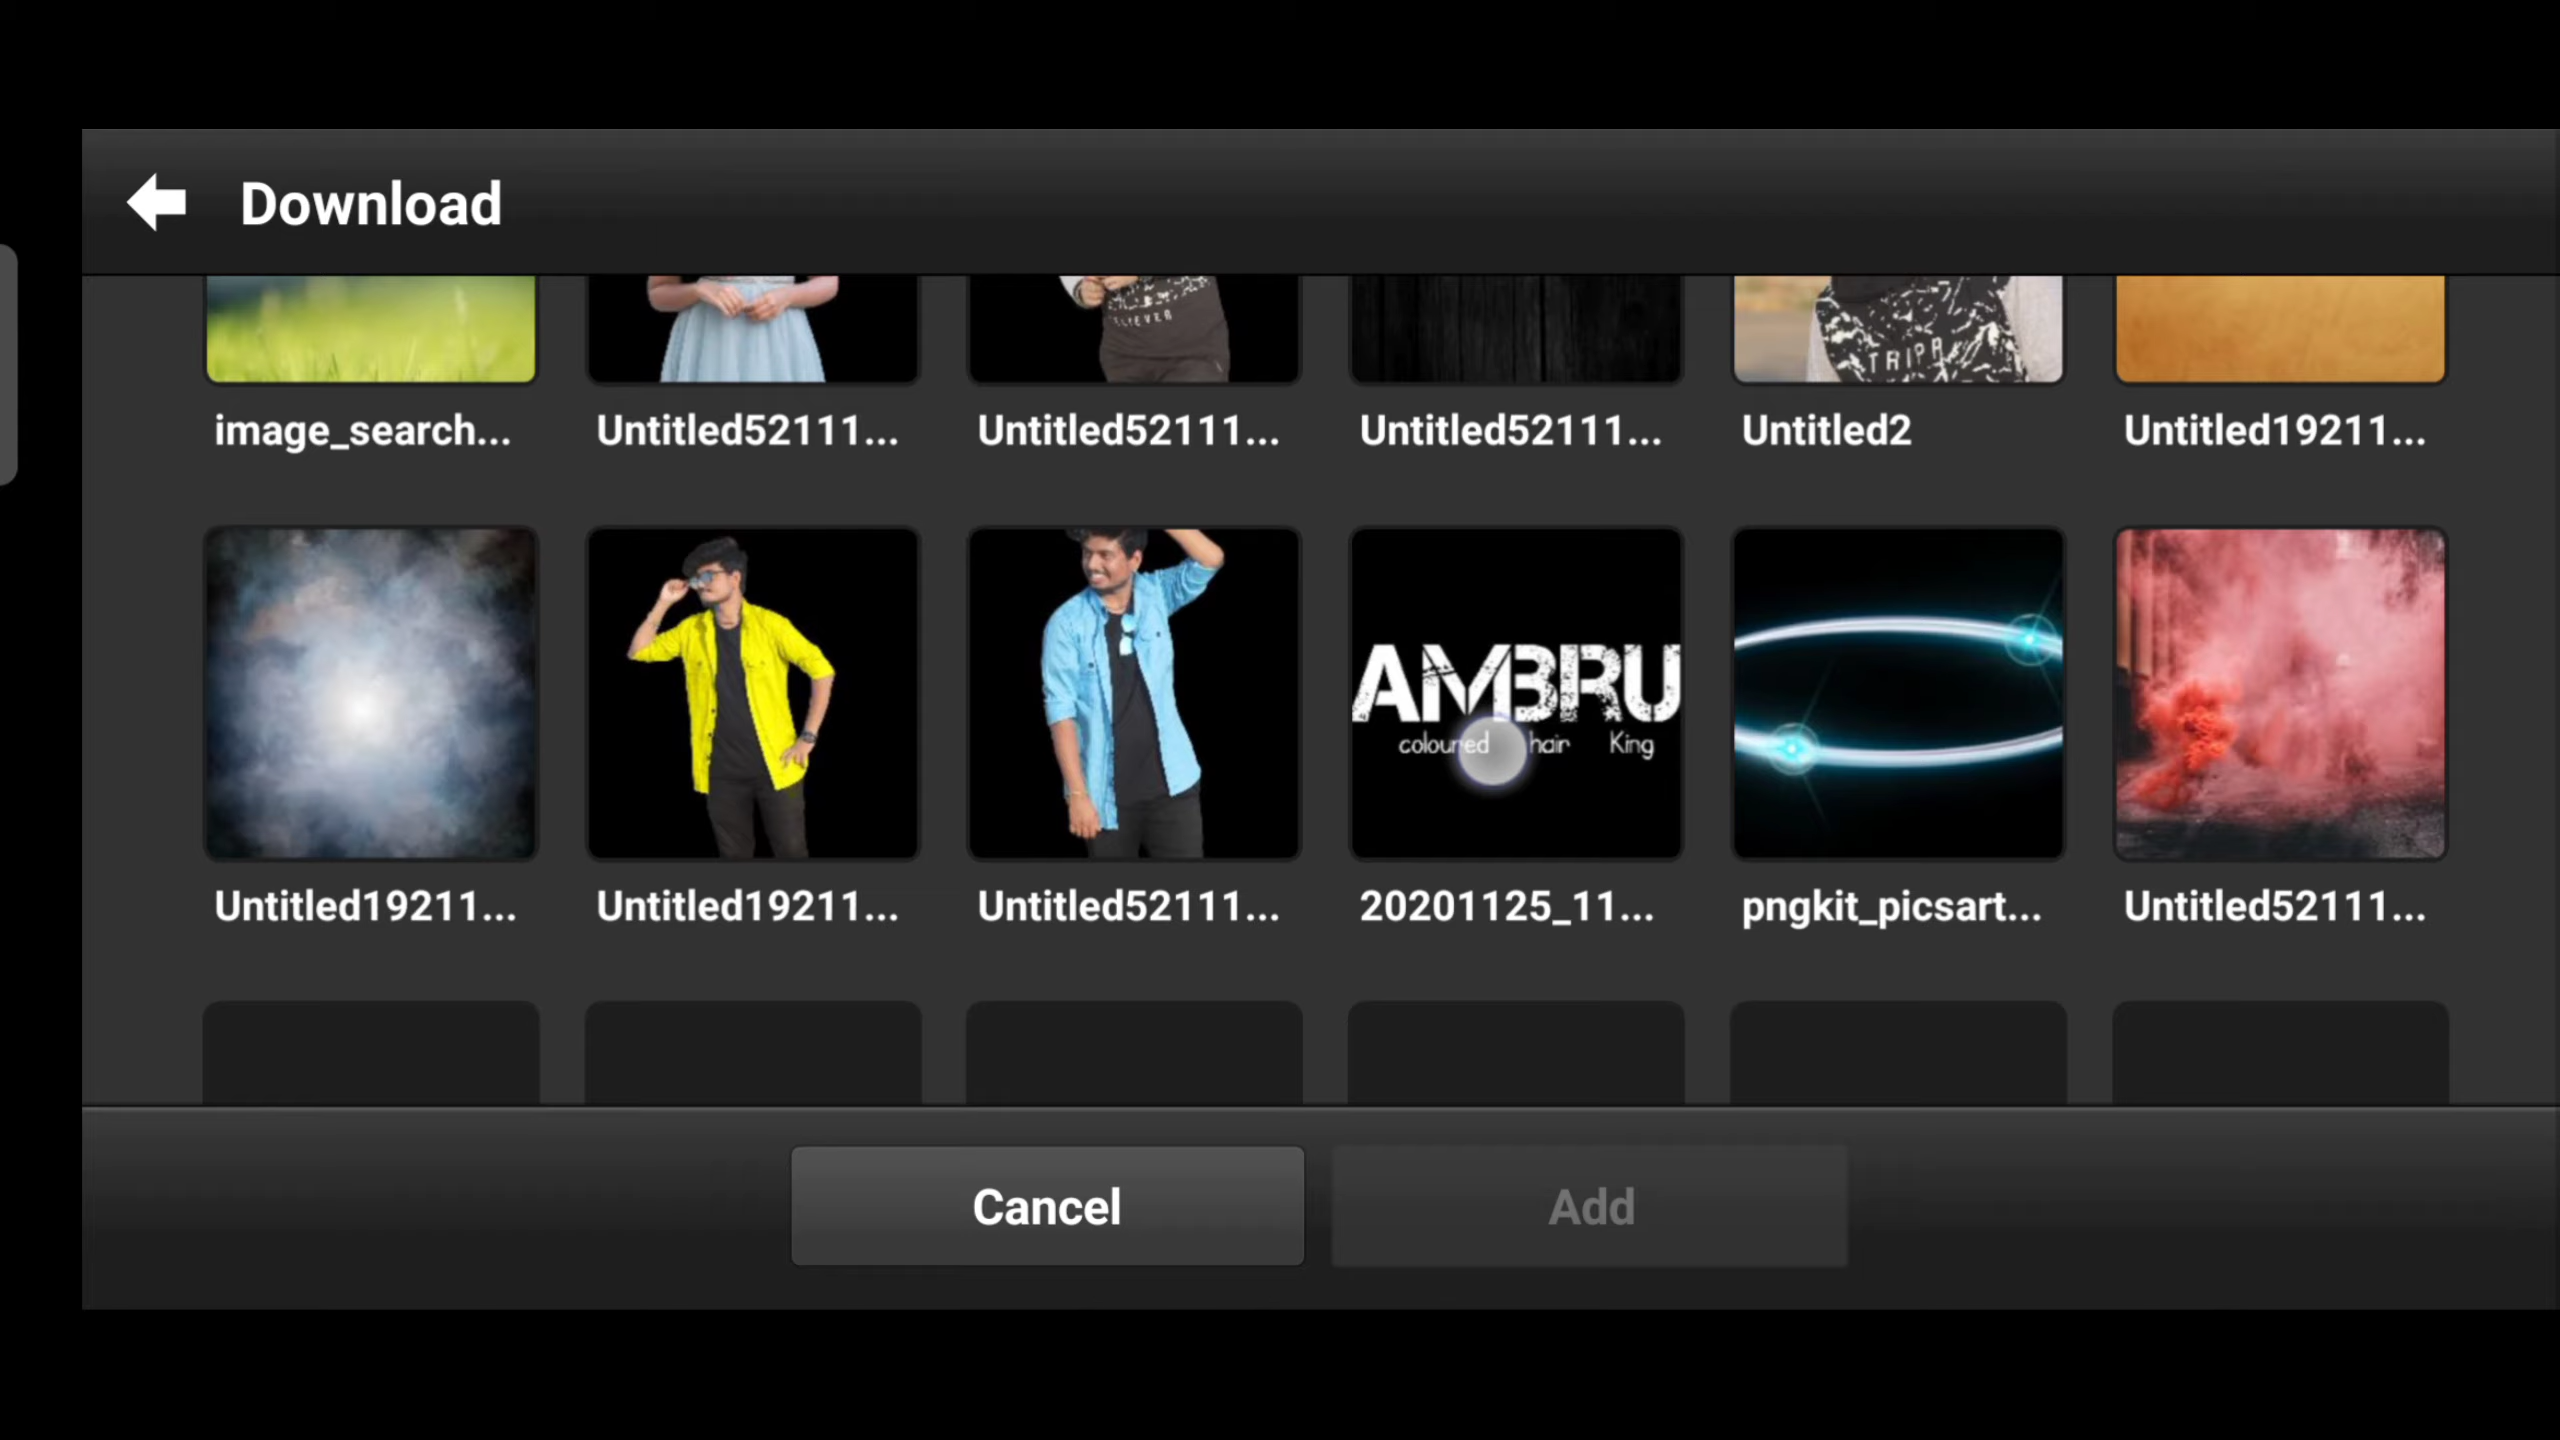 Download
TRIPP
image_search...
Untitled52111...
Untitled52111...
Untitled52111...
Untitled2
Untitled19211...
AMBRU
coloured hair King
Untitled19211...
Untitled19211...
Untitled52111...
20201125_11...
pngkit_picsart...
Untitled52111...
Cancel
Add